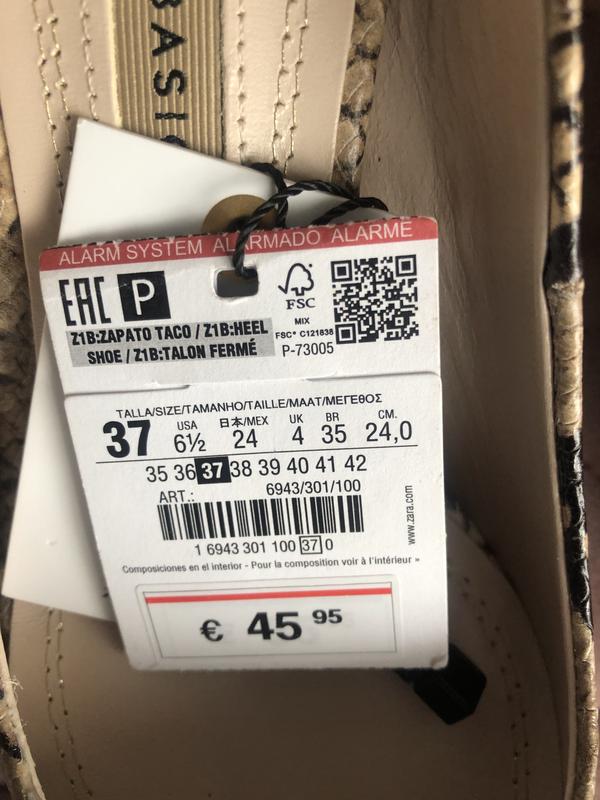 BASIC
ALARM SYSTEM ALARMADO ALARME
EAC P
FSC
MIX
FSC® C121838
P-73005
Z1B:ZAPATO TACO / Z1B:HEEL
SHOE / Z1B:TALON FERMÉ
TALLA/SIZE/TAMANHO/TAILLE/MAAT/ΜΕΓΕΘΟΣ
USA 日本/MEX UK BR CM.
37 6½ 24 4 35 24,0
35 36 37 38 39 40 41 42
ART.: 6943/301/100
1 6943 301 100 37 0
www.zara.com
Composiciones en el interior - Pour la composition voir à l'intérieur »
€ 45 95